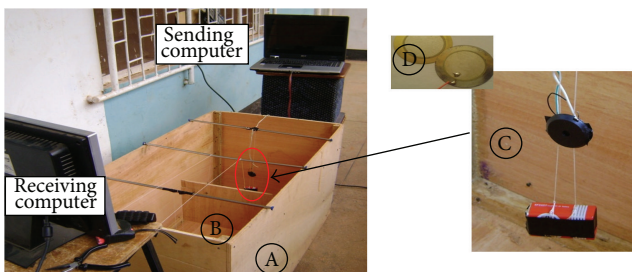 Sending
computer
D
C
Receiving
computer
B
A